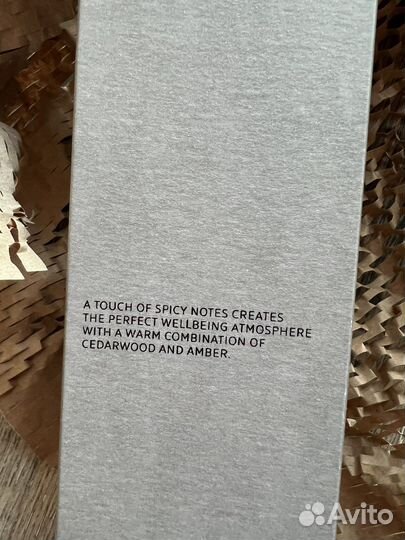 A TOUCH OF SPICY NOTES CREATES
THE PERFECT WELLBEING ATMOSPHERE
WITH A WARM COMBINATION OF
CEDARWOOD AND AMBER.
Avito